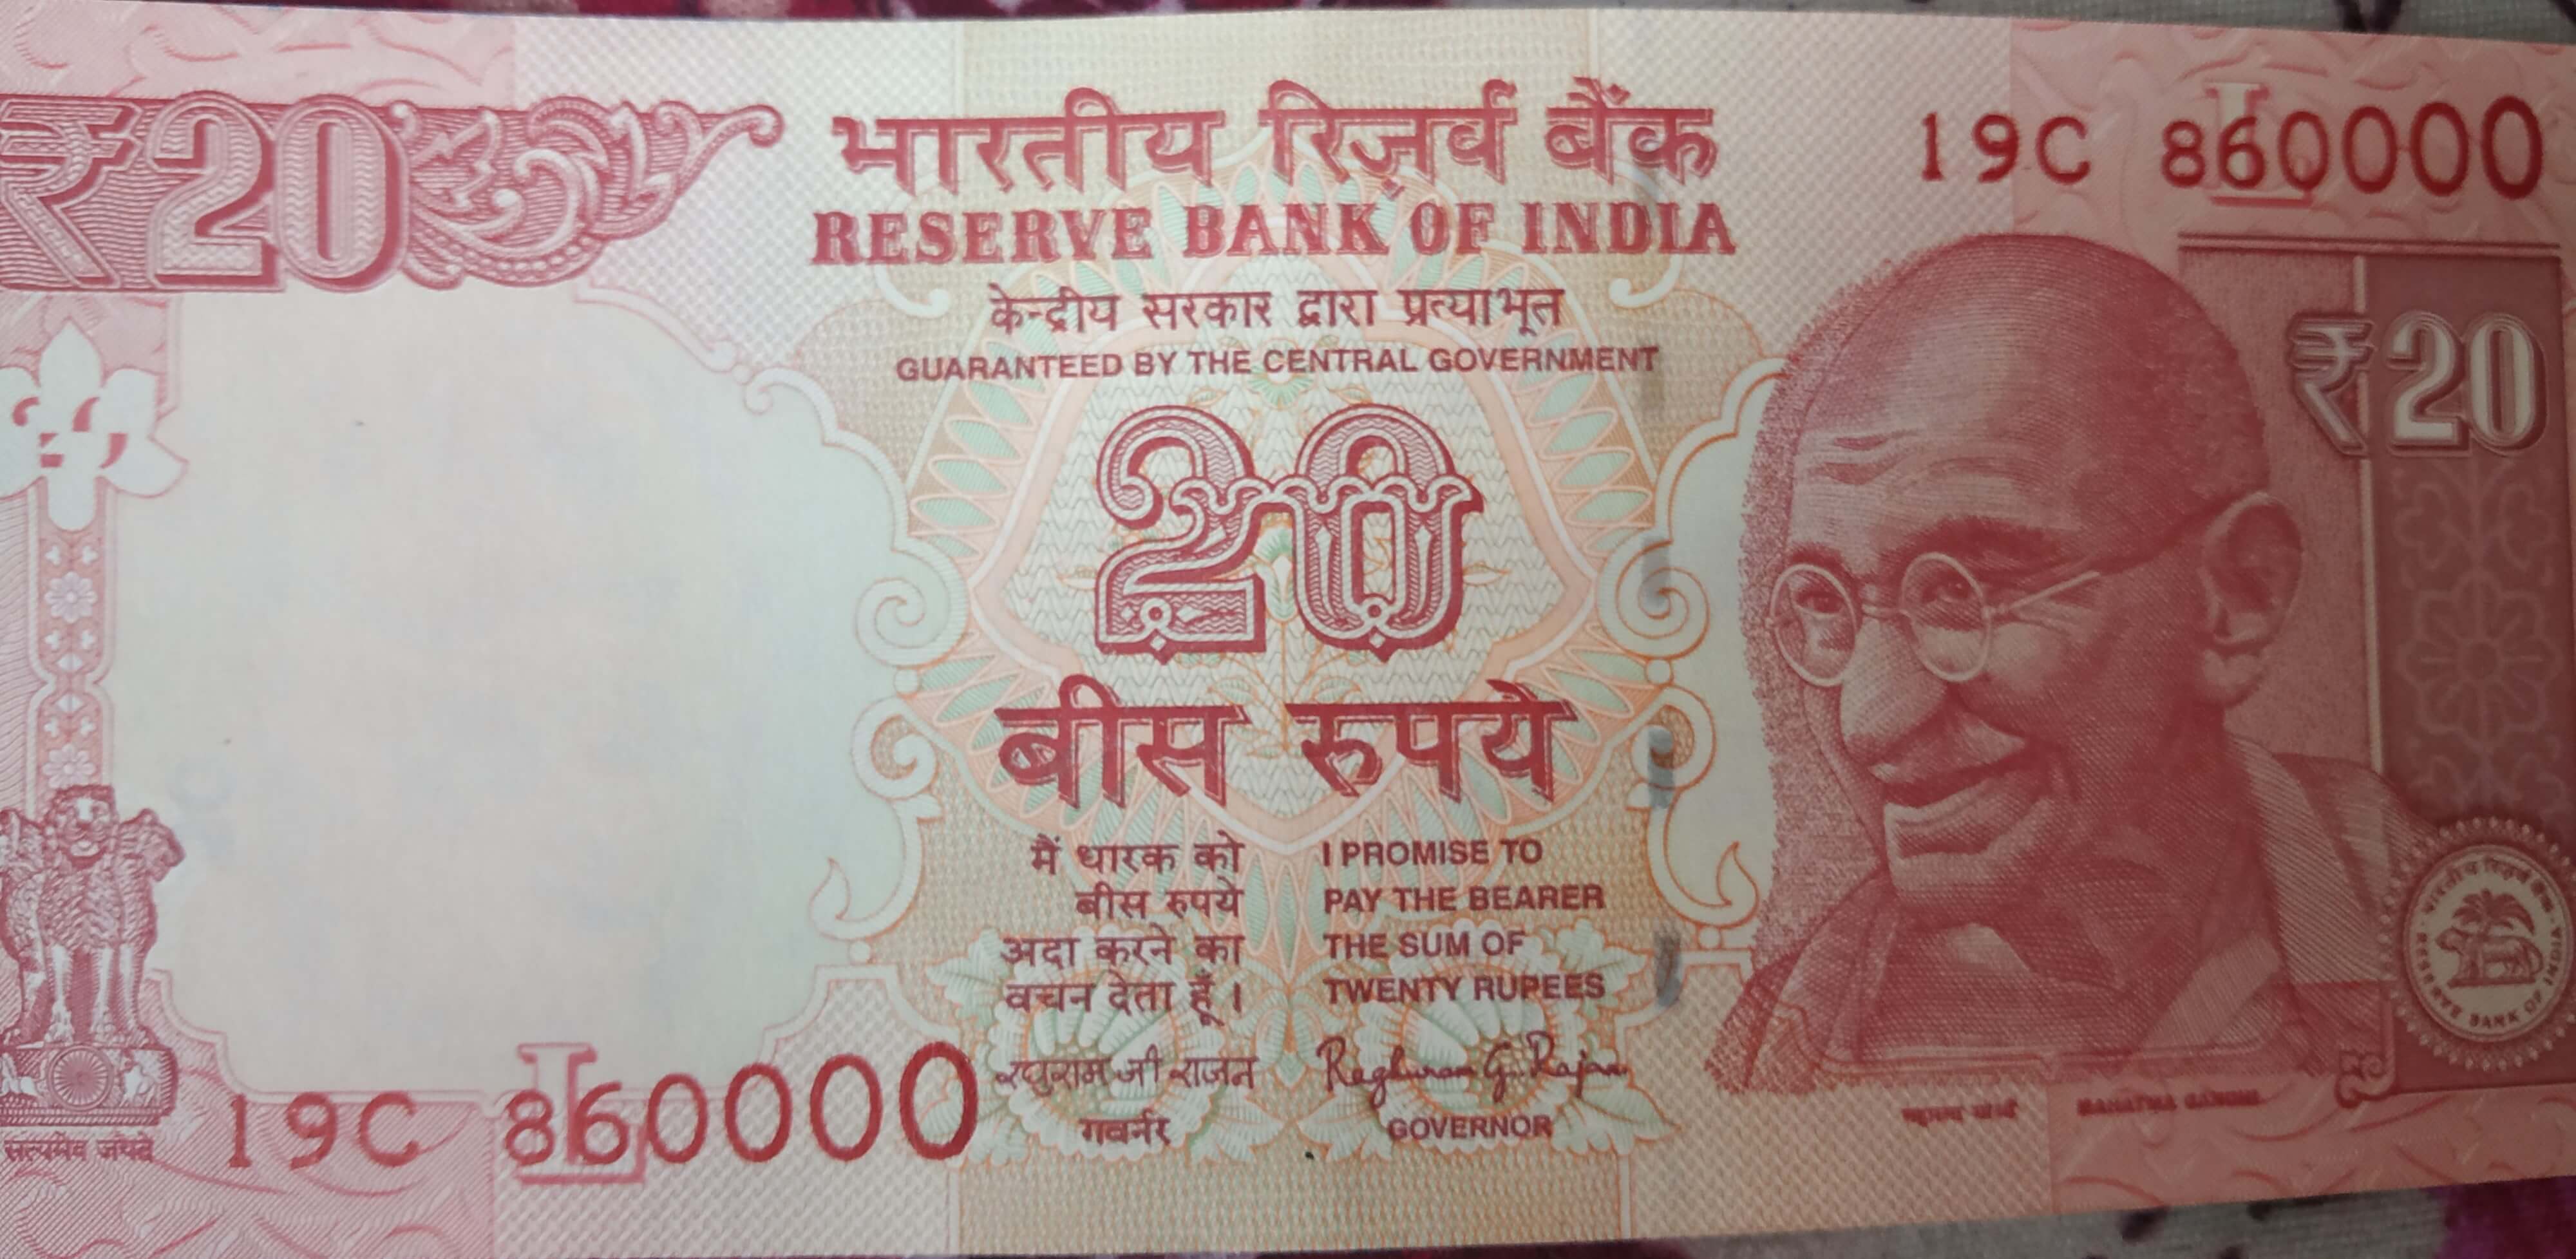 ₹20
भारतीय रिज़र्व बैंक
RESERVE BANK OF INDIA
19C 860000
L
केन्द्रीय सरकार द्वारा प्रत्याभूत
GUARANTEED BY THE CENTRAL GOVERNMENT
₹20
20
बीस रुपये
मैं धारक को
बीस रुपये
अदा करने का
वचन देता हूँ।
I PROMISE TO
PAY THE BEARER
THE SUM OF
TWENTY RUPEES
रघुराम जी राजन
Raghuram G. Rajan
गवर्नर
GOVERNOR
भारतीय रिज़र्व बैंक
RESERVE BANK OF INDIA
सत्यमेव जयते
19C 860000
L
महात्मा गांधी
MAHATMA GANDHI